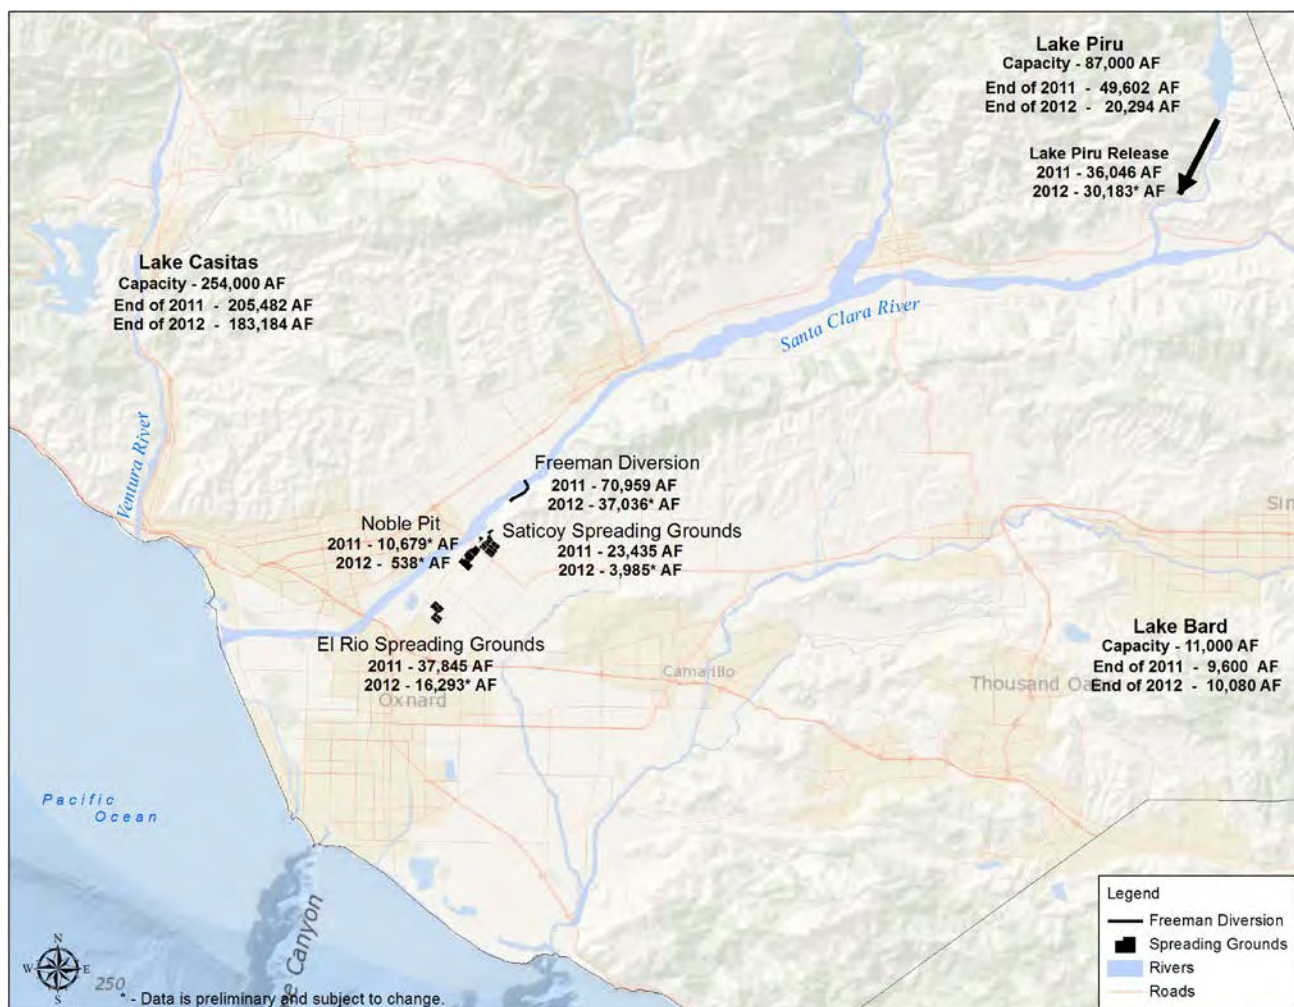 Lake Piru
Capacity - 87,000 AF
End of 2011 - 49,602 AF
End of 2012 - 20,294 AF
Lake Piru Release
2011 - 36,046 AF
2012 - 30,183* AF
Lake Casitas
Capacity - 254,000 AF
End of 2011 - 205,482 AF
End of 2012 - 183,184 AF
Santa Clara River
Ventura River
Freeman Diversion
2011 - 70,959 AF
2012 - 37,036* AF
Noble Pit
2011 - 10,679* AF
2012 - 538* AF
Saticoy Spreading Grounds
2011 - 23,435 AF
2012 - 3,985* AF
El Rio Spreading Grounds
2011 - 37,845 AF
2012 - 16,293* AF
Oxnard
Camarillo
Thousand
Lake Bard
Capacity - 11,000 AF
End of 2011 - 9,600 AF
End of 2012 - 10,080 AF
Pacific
Ocean
Canyon
250
N
W
E
S
* - Data is preliminary and subject to change.
Legend
Freeman Diversion
Spreading Grounds
Rivers
Roads